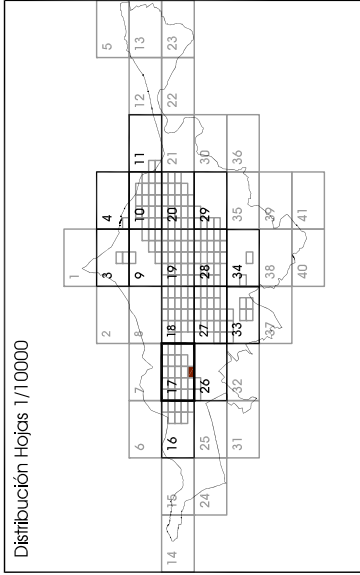 Distribución Hojas 1/10000
1
2 3 4 5
6 7 8 9 10 11 12 13
14 15 16 17 18 19 20 21 22 23
24 25 26 27 28 29 30
31 32 33 34 35 36
37 38 39
40 41